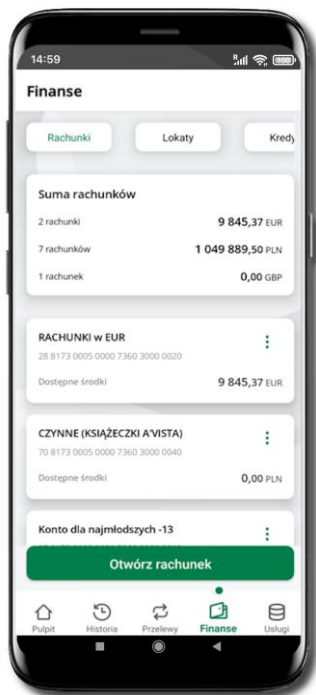 14:59
Finanse
Rachunki Lokaty Kredy
Suma rachunków
2 rachunki 9 845,37 EUR
7 rachunków 1 049 889,50 PLN
1 rachunek 0,00 GBP
RACHUNKI w EUR
28 8173 0005 0000 7360 3000 0020
Dostępne środki 9 845,37 EUR
CZYNNE (KSIĄŻECZKI A'VISTA)
70 8173 0005 0000 7360 3000 0040
Dostępne środki 0,00 PLN
Konto dla najmłodszych -13
Otwórz rachunek
Pulpit Historia Przelewy Finanse Usługi